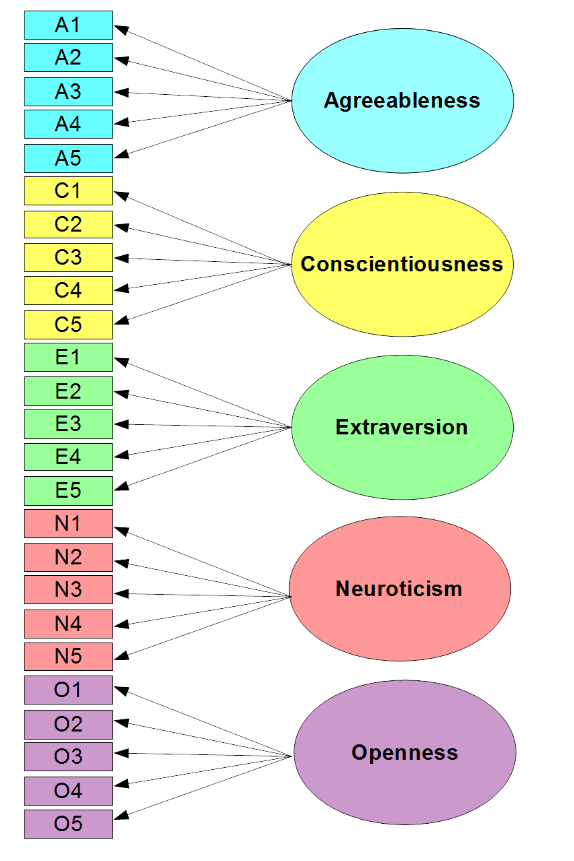 A1
A2
A3
A4
A5
Agreeableness
C1
C2
C3
C4
C5
Conscientiousness
E1
E2
E3
E4
E5
Extraversion
N1
N2
N3
N4
N5
Neuroticism
O1
O2
O3
O4
O5
Openness